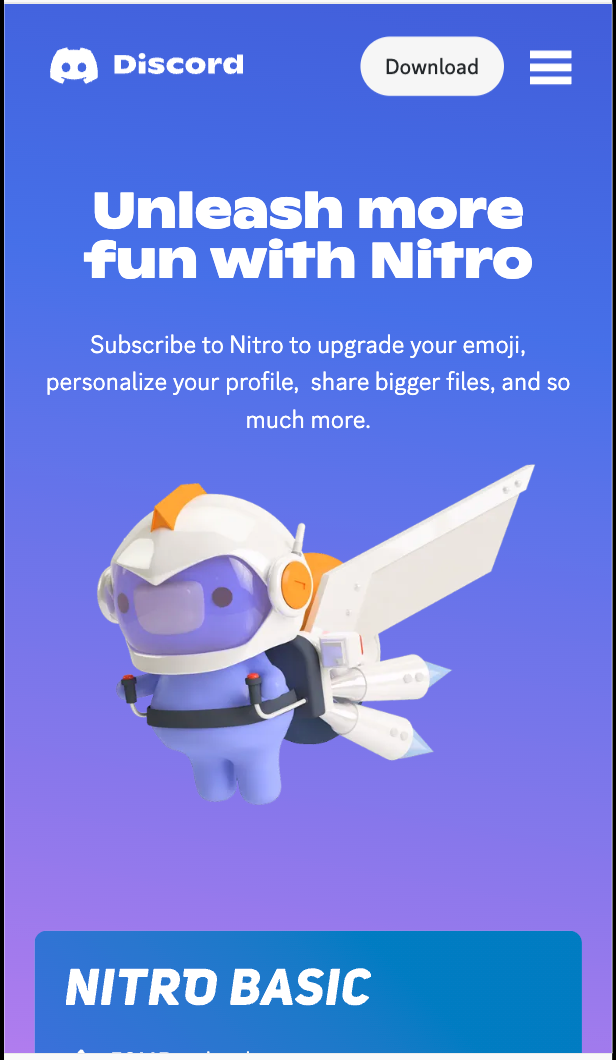 Discord
Download
Unleash more
fun with Nitro
Subscribe to Nitro to upgrade your emoji,
personalize your profile,  share bigger files, and so
much more.
NITRO BASIC